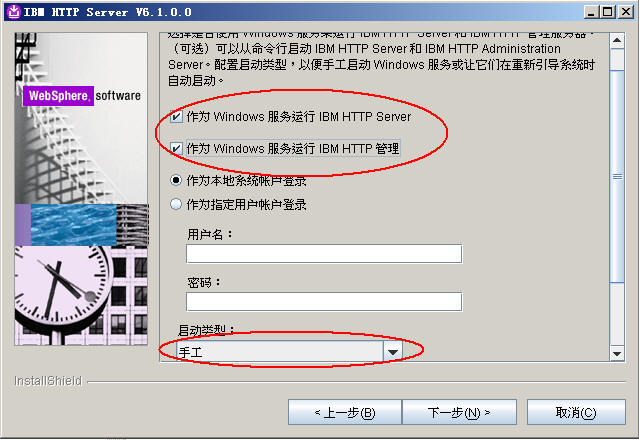 IBM HTTP Server V6.1.0.0
WebSphere. software
选择是否使用 Windows 服务来运行 IBM HTTP Server 和 IBM HTTP 管理服务器。
（可选）可以从命令行启动 IBM HTTP Server 和 IBM HTTP Administration
Server。配置启动类型，以便手工启动 Windows 服务或让它们在重新引导系统时
自动启动。
作为 Windows 服务运行 IBM HTTP Server
作为 Windows 服务运行 IBM HTTP 管理
作为本地系统帐户登录
作为指定用户帐户登录
用户名：
密码：
启动类型：
手工
InstallShield
< 上一步(B)
下一步(N) >
取消(C)